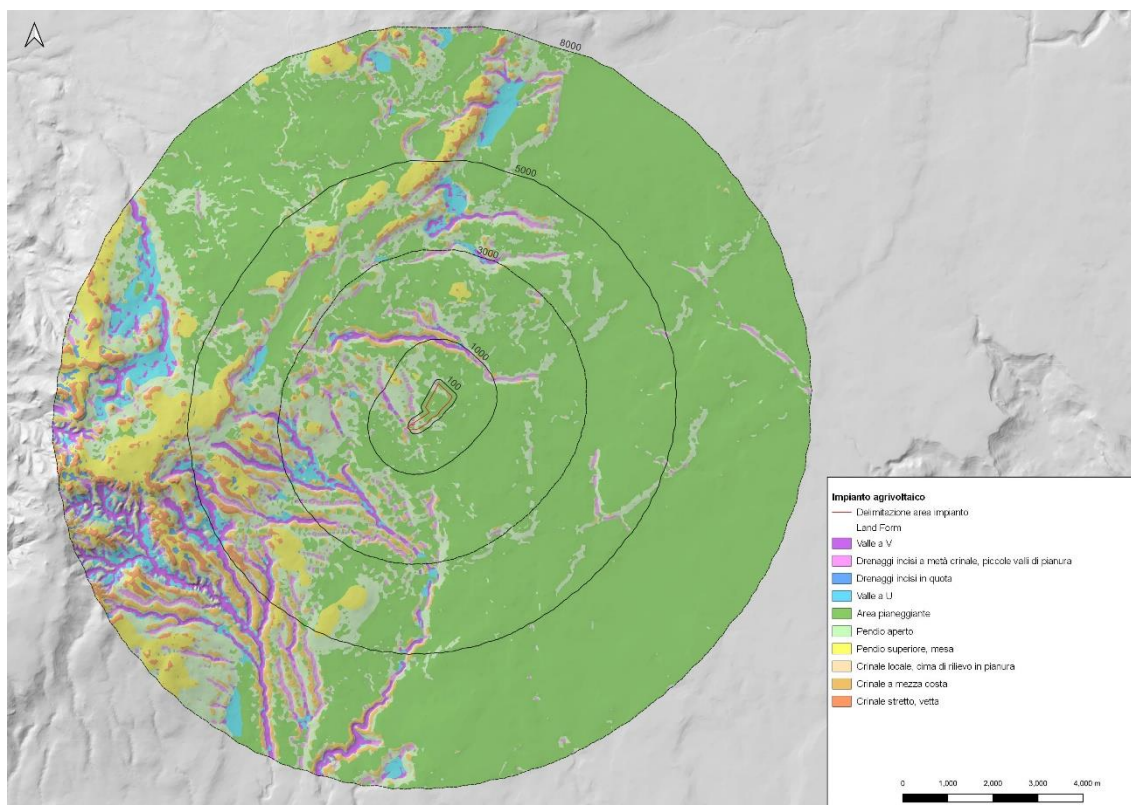 8000
5000
3000
1000
100
Impianto agrivoltaico
Delimitazione area impianto
Land Form
Valle a V
Drenaggi incisi a metà crinale, piccole valli di pianura
Drenaggi incisi in quota
Valle a U
Area pianeggiante
Pendio aperto
Pendio superiore, mesa
Crinale locale, cima di rilievo in pianura
Crinale a mezza costa
Crinale stretto, vetta
0 1,000 2,000 3,000 4,000 m